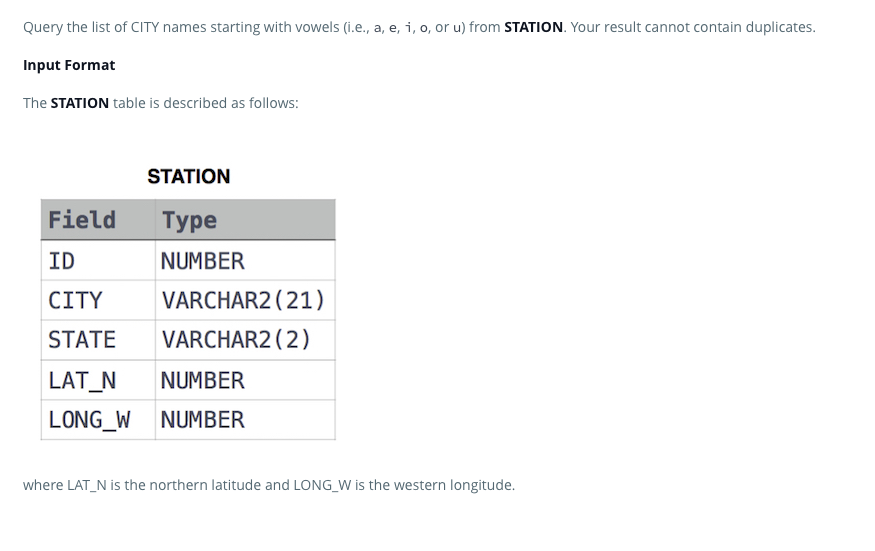 Query the list of CITY names starting with vowels (i.e., a, e, i, o, or u) from STATION. Your result cannot contain duplicates.
Input Format
The STATION table is described as follows:
STATION
Field Type
ID NUMBER
CITY VARCHAR2(21)
STATE VARCHAR2(2)
LAT_N NUMBER
LONG_W NUMBER
where LAT_N is the northern latitude and LONG_W is the western longitude.